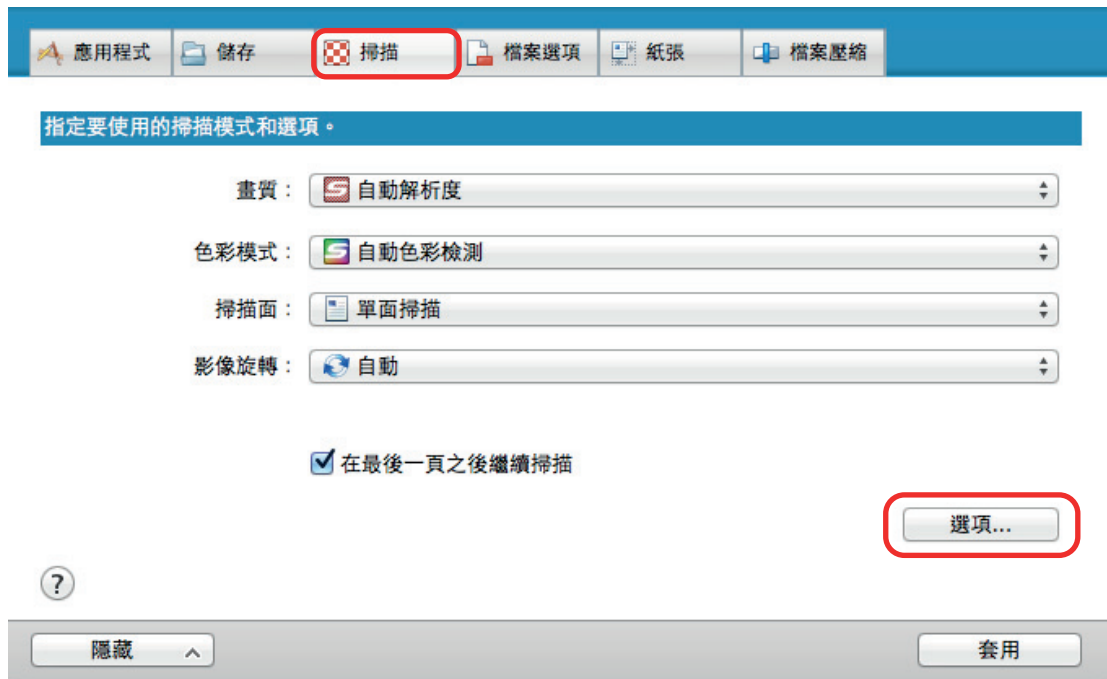 應用程式 儲存 掃描 檔案選項 紙張 檔案壓縮
指定要使用的掃描模式和選項。
畫質： 自動解析度
色彩模式： 自動色彩檢測
掃描面： 單面掃描
影像旋轉： 自動
在最後一頁之後繼續掃描
選項...
?
隱藏 套用